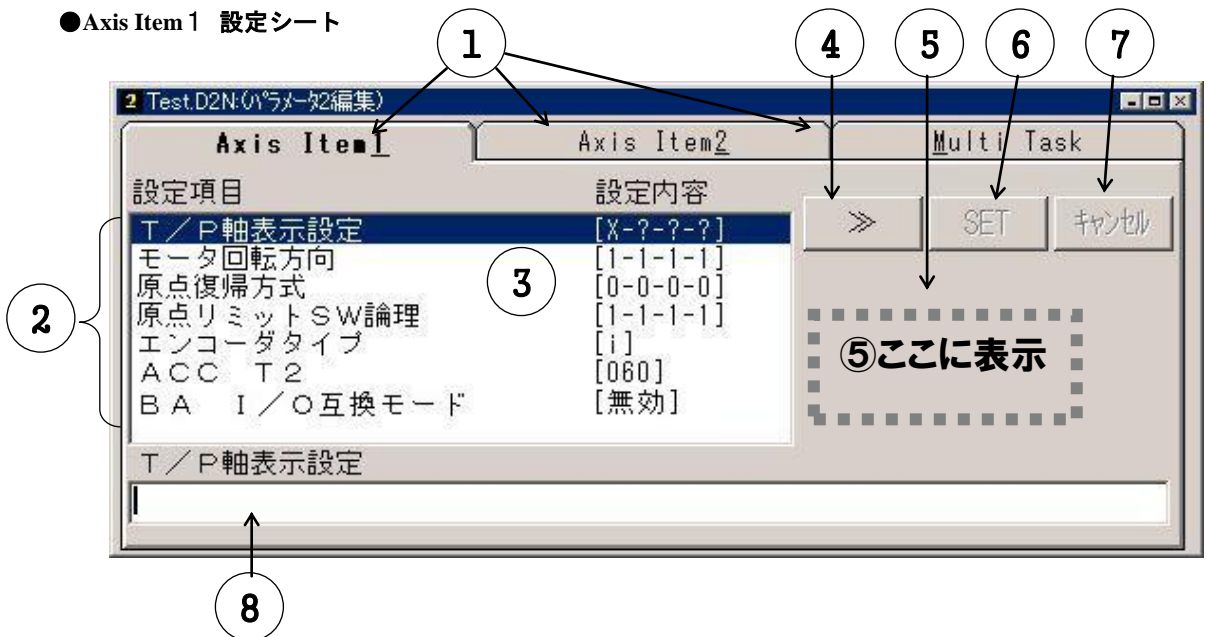 ●Axis Item１ 設定シート
1
4
5
6
7
2 Test.D2N:(ﾊﾟﾗﾒｰﾀ2編集)
Axis Item1
Axis Item2
Multi Task
設定項目 設定内容
≫
SET
ｷｬﾝｾﾙ
T／P軸表示設定 [X-?-?-?]
モータ回転方向 [1-1-1-1]
原点復帰方式 [0-0-0-0]
原点リミットSW論理 [1-1-1-1]
エンコーダタイプ [i]
ACC T2 [060]
BA I／O互換モード [無効]
2
3
⑤ここに表示
T／P軸表示設定
8